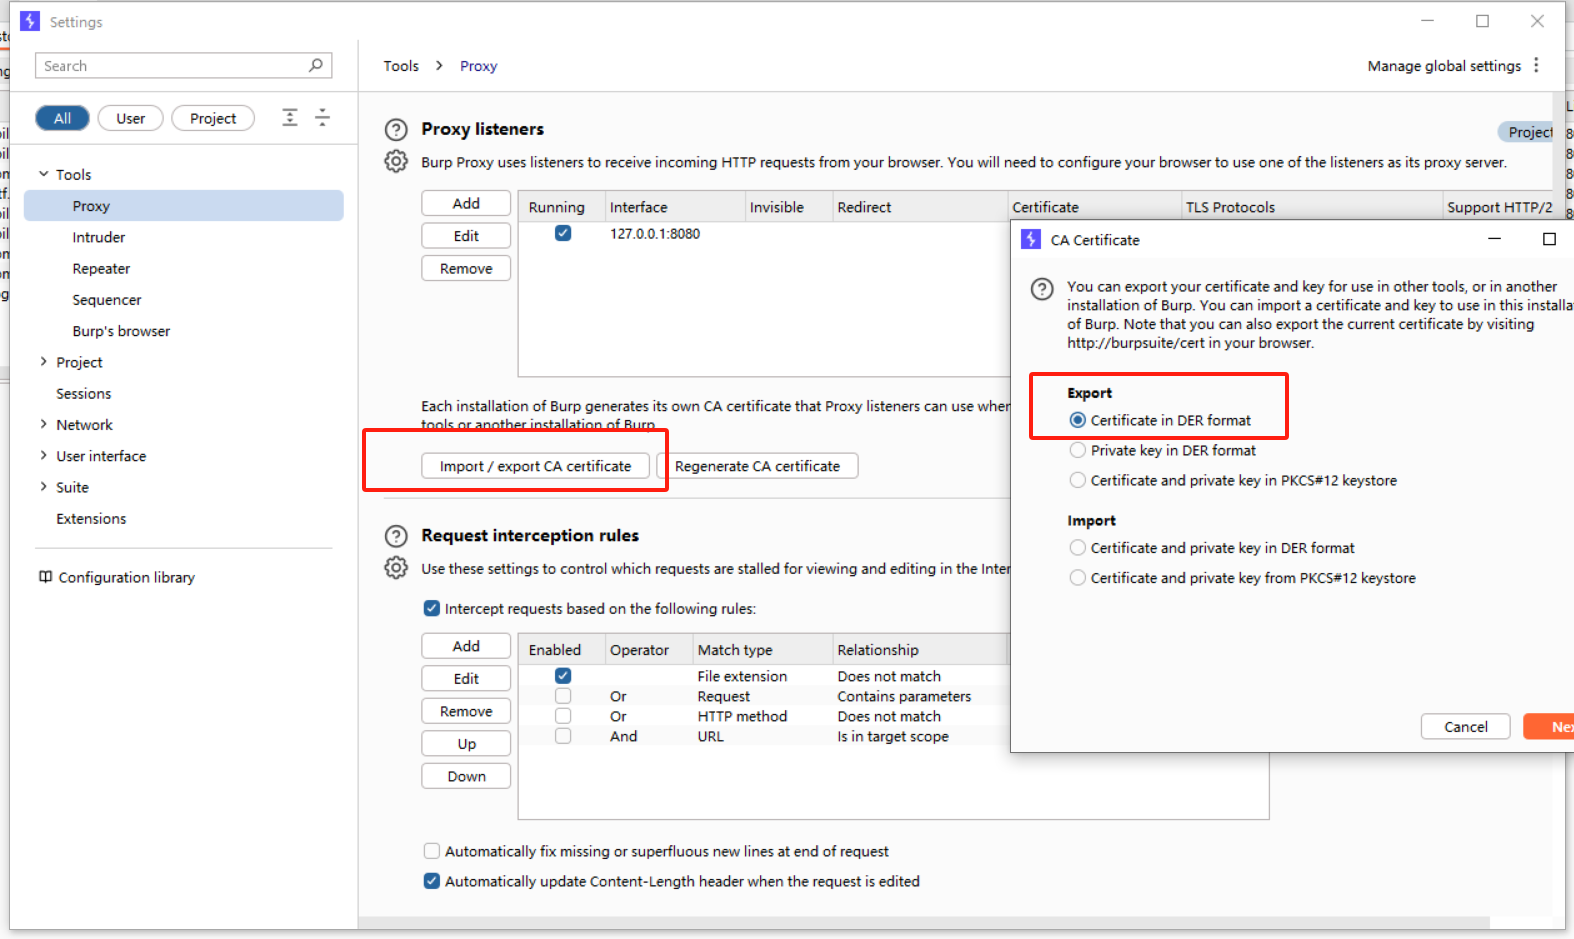 Settings
Search
All
User
Project
Tools
Proxy
Intruder
Repeater
Sequencer
Burp's browser
Project
Sessions
Network
User interface
Suite
Extensions
Configuration library
Tools > Proxy
Manage global settings
Proxy listeners
Project
Burp Proxy uses listeners to receive incoming HTTP requests from your browser. You will need to configure your browser to use one of the listeners as its proxy server.
Add
Edit
Remove
Running Interface Invisible Redirect Certificate TLS Protocols Support HTTP/2
127.0.0.1:8080
Each installation of Burp generates its own CA certificate that Proxy listeners can use when
tools or another installation of Burp.
Import / export CA certificate
Regenerate CA certificate
Request interception rules
Use these settings to control which requests are stalled for viewing and editing in the Inter
Intercept requests based on the following rules:
Add
Edit
Remove
Up
Down
Enabled Operator Match type Relationship
File extension Does not match
Or Request Contains parameters
Or HTTP method Does not match
And URL Is in target scope
Automatically fix missing or superfluous new lines at end of request
Automatically update Content-Length header when the request is edited
CA Certificate
You can export your certificate and key for use in other tools, or in another
installation of Burp. You can import a certificate and key to use in this installa
of Burp. Note that you can also export the current certificate by visiting
http://burpsuite/cert in your browser.
Export
Certificate in DER format
Private key in DER format
Certificate and private key in PKCS#12 keystore
Import
Certificate and private key in DER format
Certificate and private key from PKCS#12 keystore
Cancel
Nex